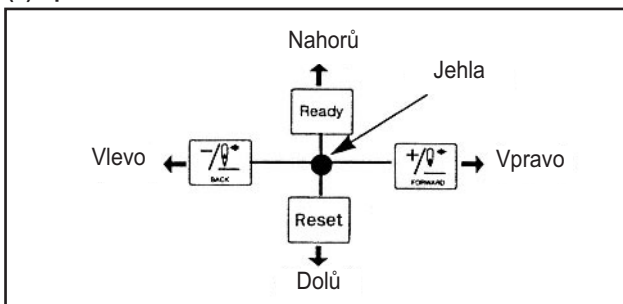 Nahorů
Jehla
Ready
Vlevo
-/
BACK
+/
FORWARD
Vpravo
Reset
Dolů